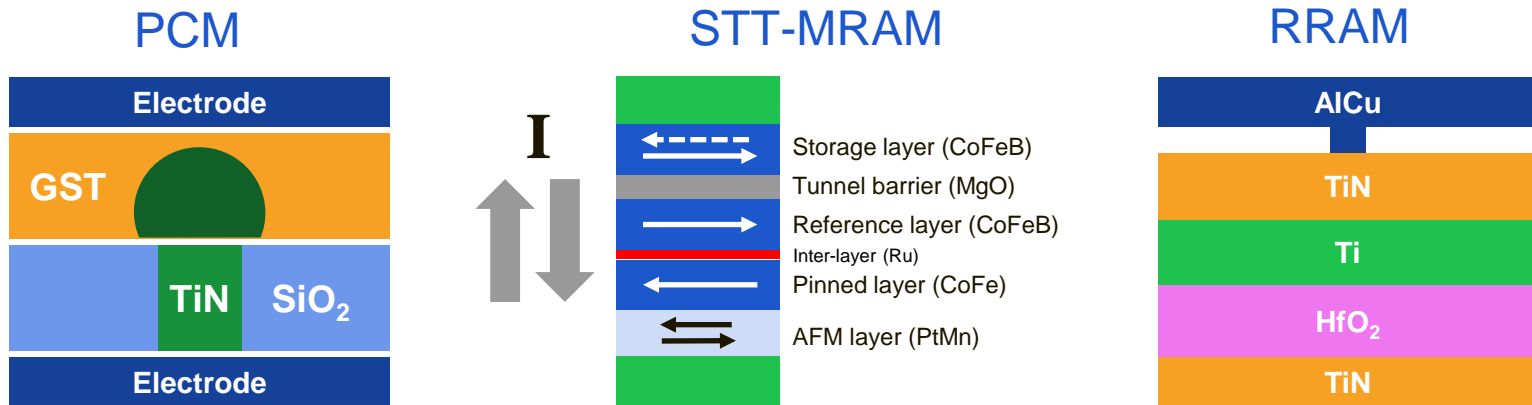 PCM
Electrode
GST
TiN
SiO₂
Electrode
STT-MRAM
I
Storage layer (CoFeB)
Tunnel barrier (MgO)
Reference layer (CoFeB)
Inter-layer (Ru)
Pinned layer (CoFe)
AFM layer (PtMn)
RRAM
AlCu
TiN
Ti
HfO₂
TiN